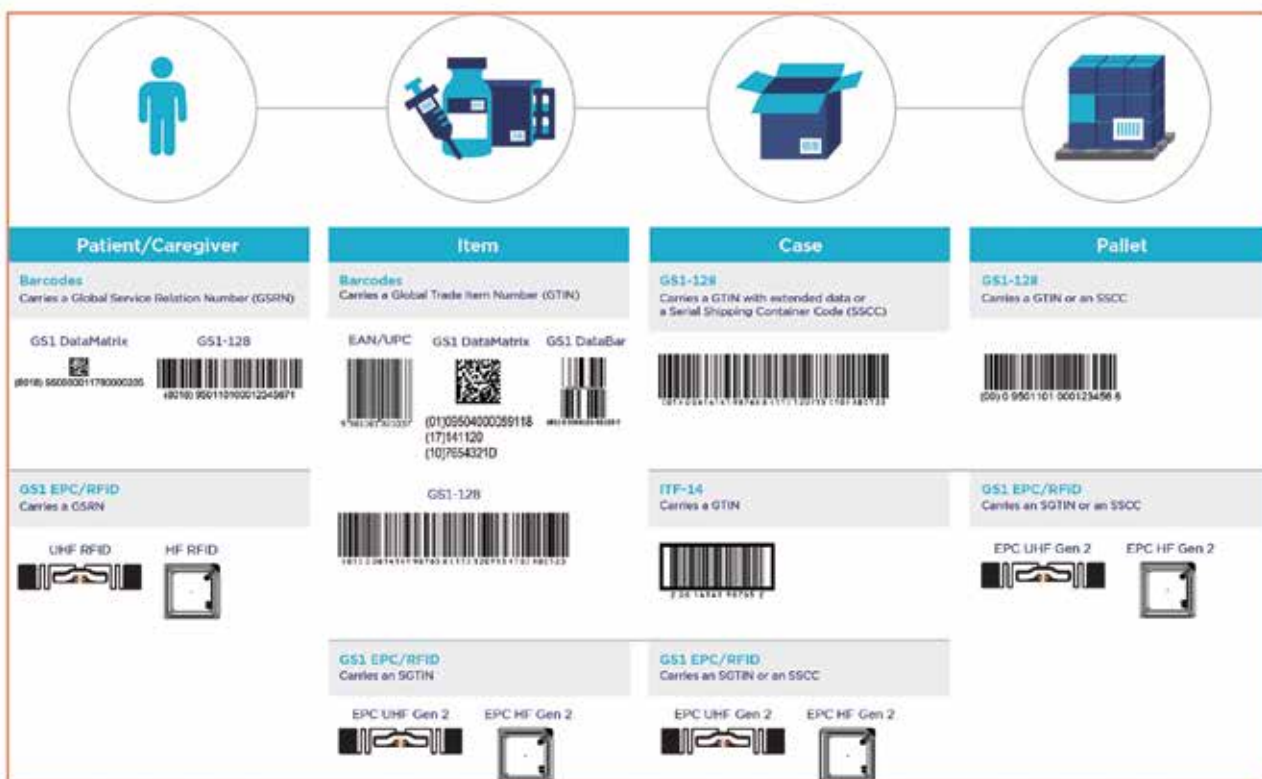 Patient/Caregiver
Barcodes
Carries a Global Service Relation Number (GSRN)
GS1 DataMatrix
GS1-128
GS1 EPC/RFID
Carries a GSRN
UHF RFID
HF RFID
Item
Barcodes
Carries a Global Trade Item Number (GTIN)
EAN/UPC
GS1 DataMatrix
GS1 DataBar
(01)09504000059118
(17)141120
(10)7654321D
GS1-128
GS1 EPC/RFID
Carries an SGTIN
EPC UHF Gen 2
EPC HF Gen 2
Case
GS1-128
Carries a GTIN with extended data or
a Serial Shipping Container Code (SSCC)
ITF-14
Carries a GTIN
GS1 EPC/RFID
Carries an SGTIN or an SSCC
EPC UHF Gen 2
EPC HF Gen 2
Pallet
GS1-128
Carries a GTIN or an SSCC
(00) 0 9501101 000123456 6
GS1 EPC/RFID
Carries an SGTIN or an SSCC
EPC UHF Gen 2
EPC HF Gen 2